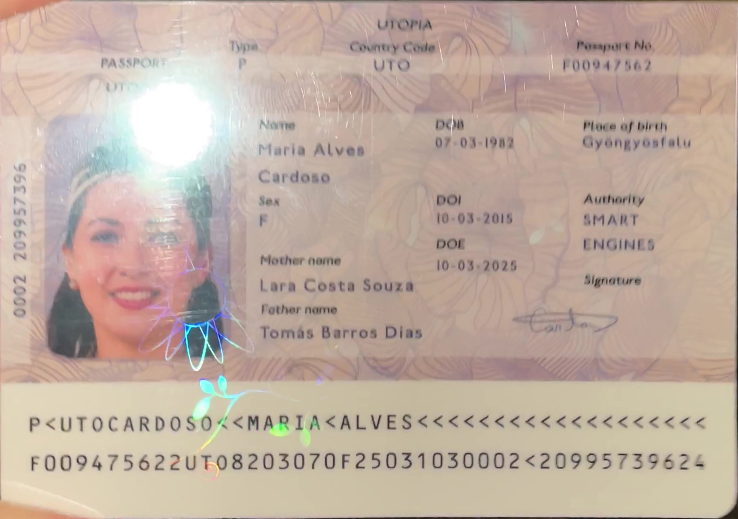 UTOPIA
PASSPORT Type Country Code Passport No.
P UTO F00947562
UTO
Name DOB Place of birth
Maria Alves 07-03-1982 Gyöngyösfalu
Cardoso
Sex DOI Authority
F 10-03-2015 SMART
DOE ENGINES
Mother name 10-03-2025
Lara Costa Souza Signature
Father name
Tomás Barros Dias
0002 209957396
P<UTOCARDOSO<<MARIA<ALVES<<<<<<<<<<<<<<<<<<<
F009475622UTO8203070F25031030002<20995739624